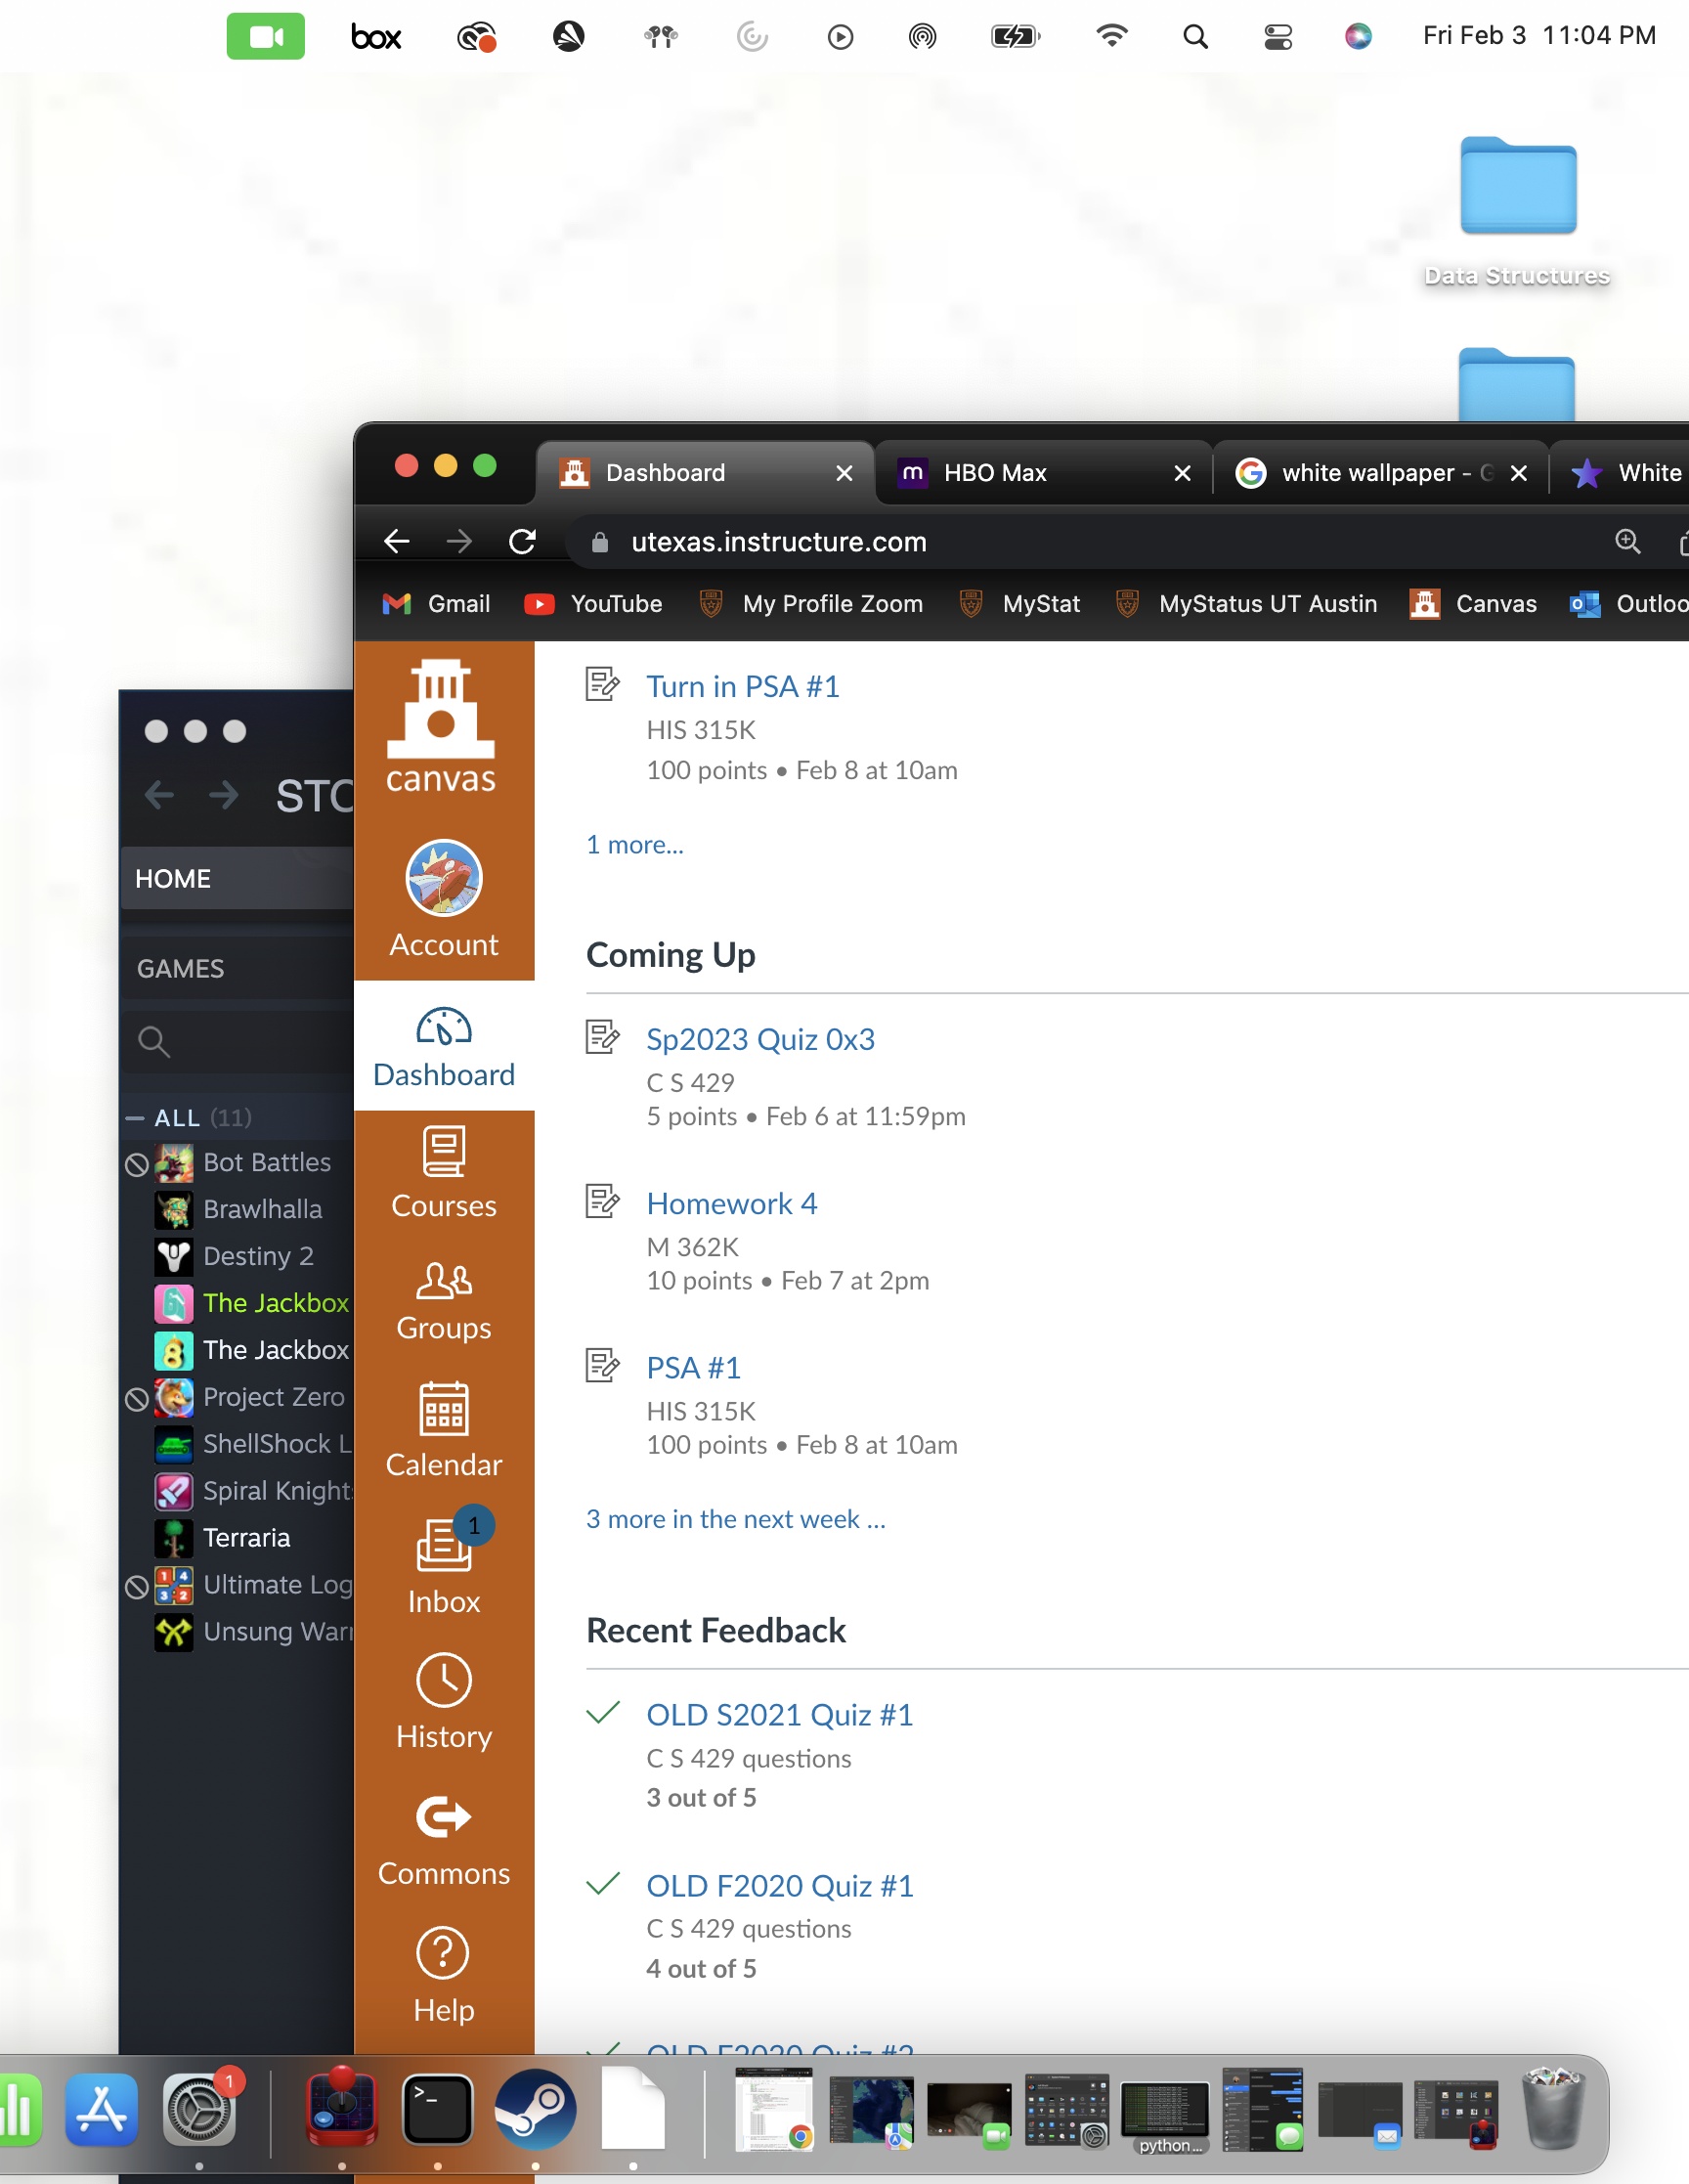 box
Fri Feb 3 11:04 PM
Data Structures
Dashboard
HBO Max
white wallpaper -
White
utexas.instructure.com
Gmail
YouTube
My Profile Zoom
MyStat
MyStatus UT Austin
Canvas
Outloo
STO
HOME
GAMES
ALL (11)
Bot Battles
Brawlhalla
Destiny 2
The Jackbox
The Jackbox
Project Zero
ShellShock L
Spiral Knight
Terraria
Ultimate Log
Unsung Warr
canvas
Account
Dashboard
Courses
Groups
Calendar
1
Inbox
History
Commons
Help
Turn in PSA #1
HIS 315K
100 points • Feb 8 at 10am
1 more...
Coming Up
Sp2023 Quiz 0x3
C S 429
5 points • Feb 6 at 11:59pm
Homework 4
M 362K
10 points • Feb 7 at 2pm
PSA #1
HIS 315K
100 points • Feb 8 at 10am
3 more in the next week ...
Recent Feedback
OLD S2021 Quiz #1
C S 429 questions
3 out of 5
OLD F2020 Quiz #1
C S 429 questions
4 out of 5
OLD F2020 Quiz #2
1
python...